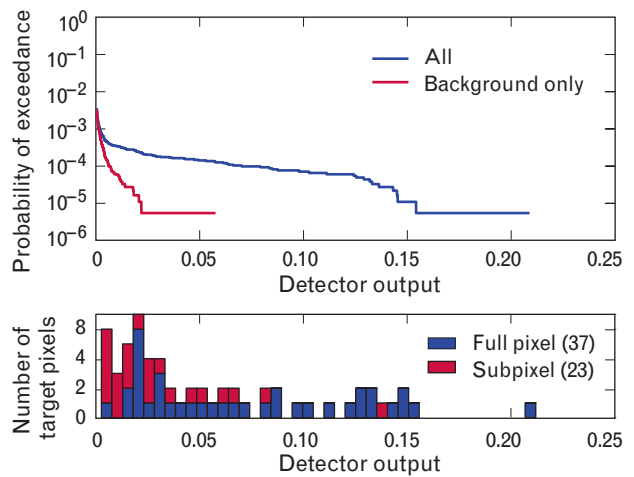 Probability of exceedance
10^0
10^-1
10^-2
10^-3
10^-4
10^-5
10^-6
All
Background only
0 0.05 0.10 0.15 0.20 0.25
Detector output
Number of
target pixels
8
4
2
0
Full pixel (37)
Subpixel (23)
0 0.05 0.10 0.15 0.20 0.25
Detector output